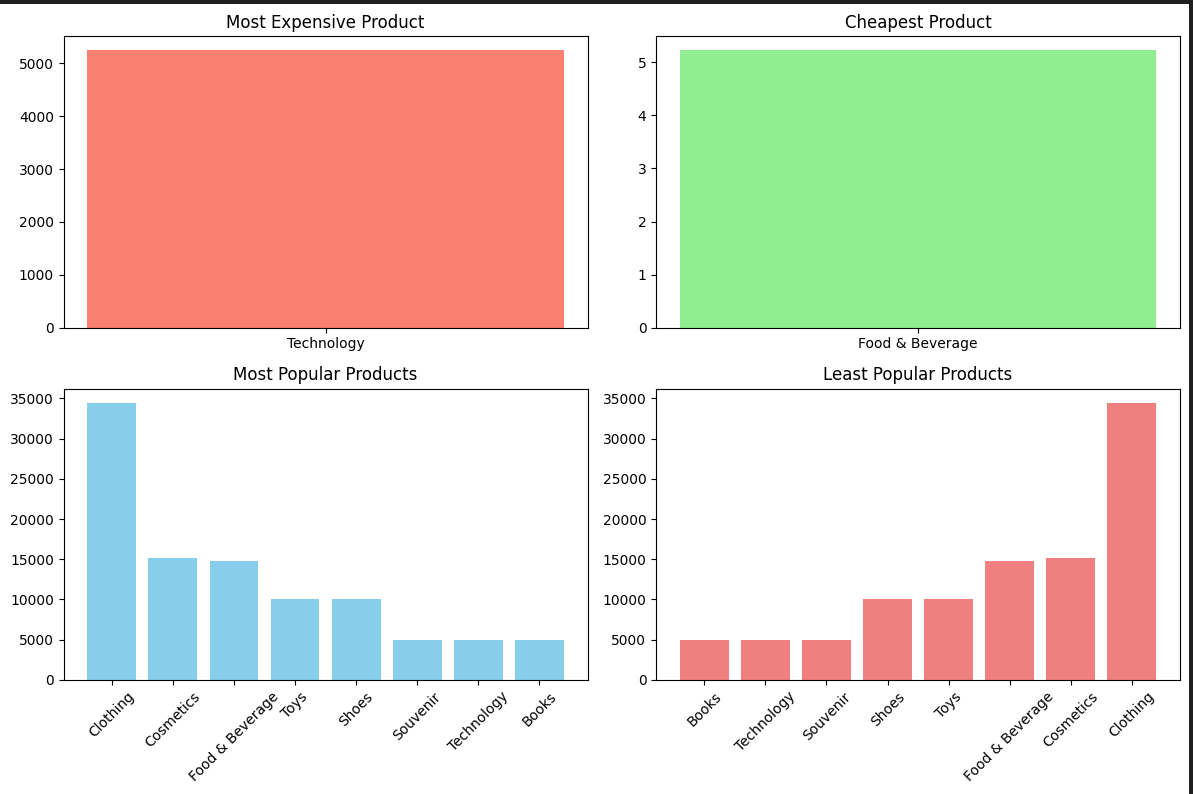 Most Expensive Product
5000
4000
3000
2000
1000
0
Technology
Cheapest Product
5
4
3
2
1
0
Food & Beverage
Most Popular Products
35000
30000
25000
20000
15000
10000
5000
0
Clothing
Cosmetics
Food & Beverage
Toys
Shoes
Souvenir
Technology
Books
Least Popular Products
35000
30000
25000
20000
15000
10000
5000
0
Books
Technology
Souvenir
Shoes
Toys
Food & Beverage
Cosmetics
Clothing